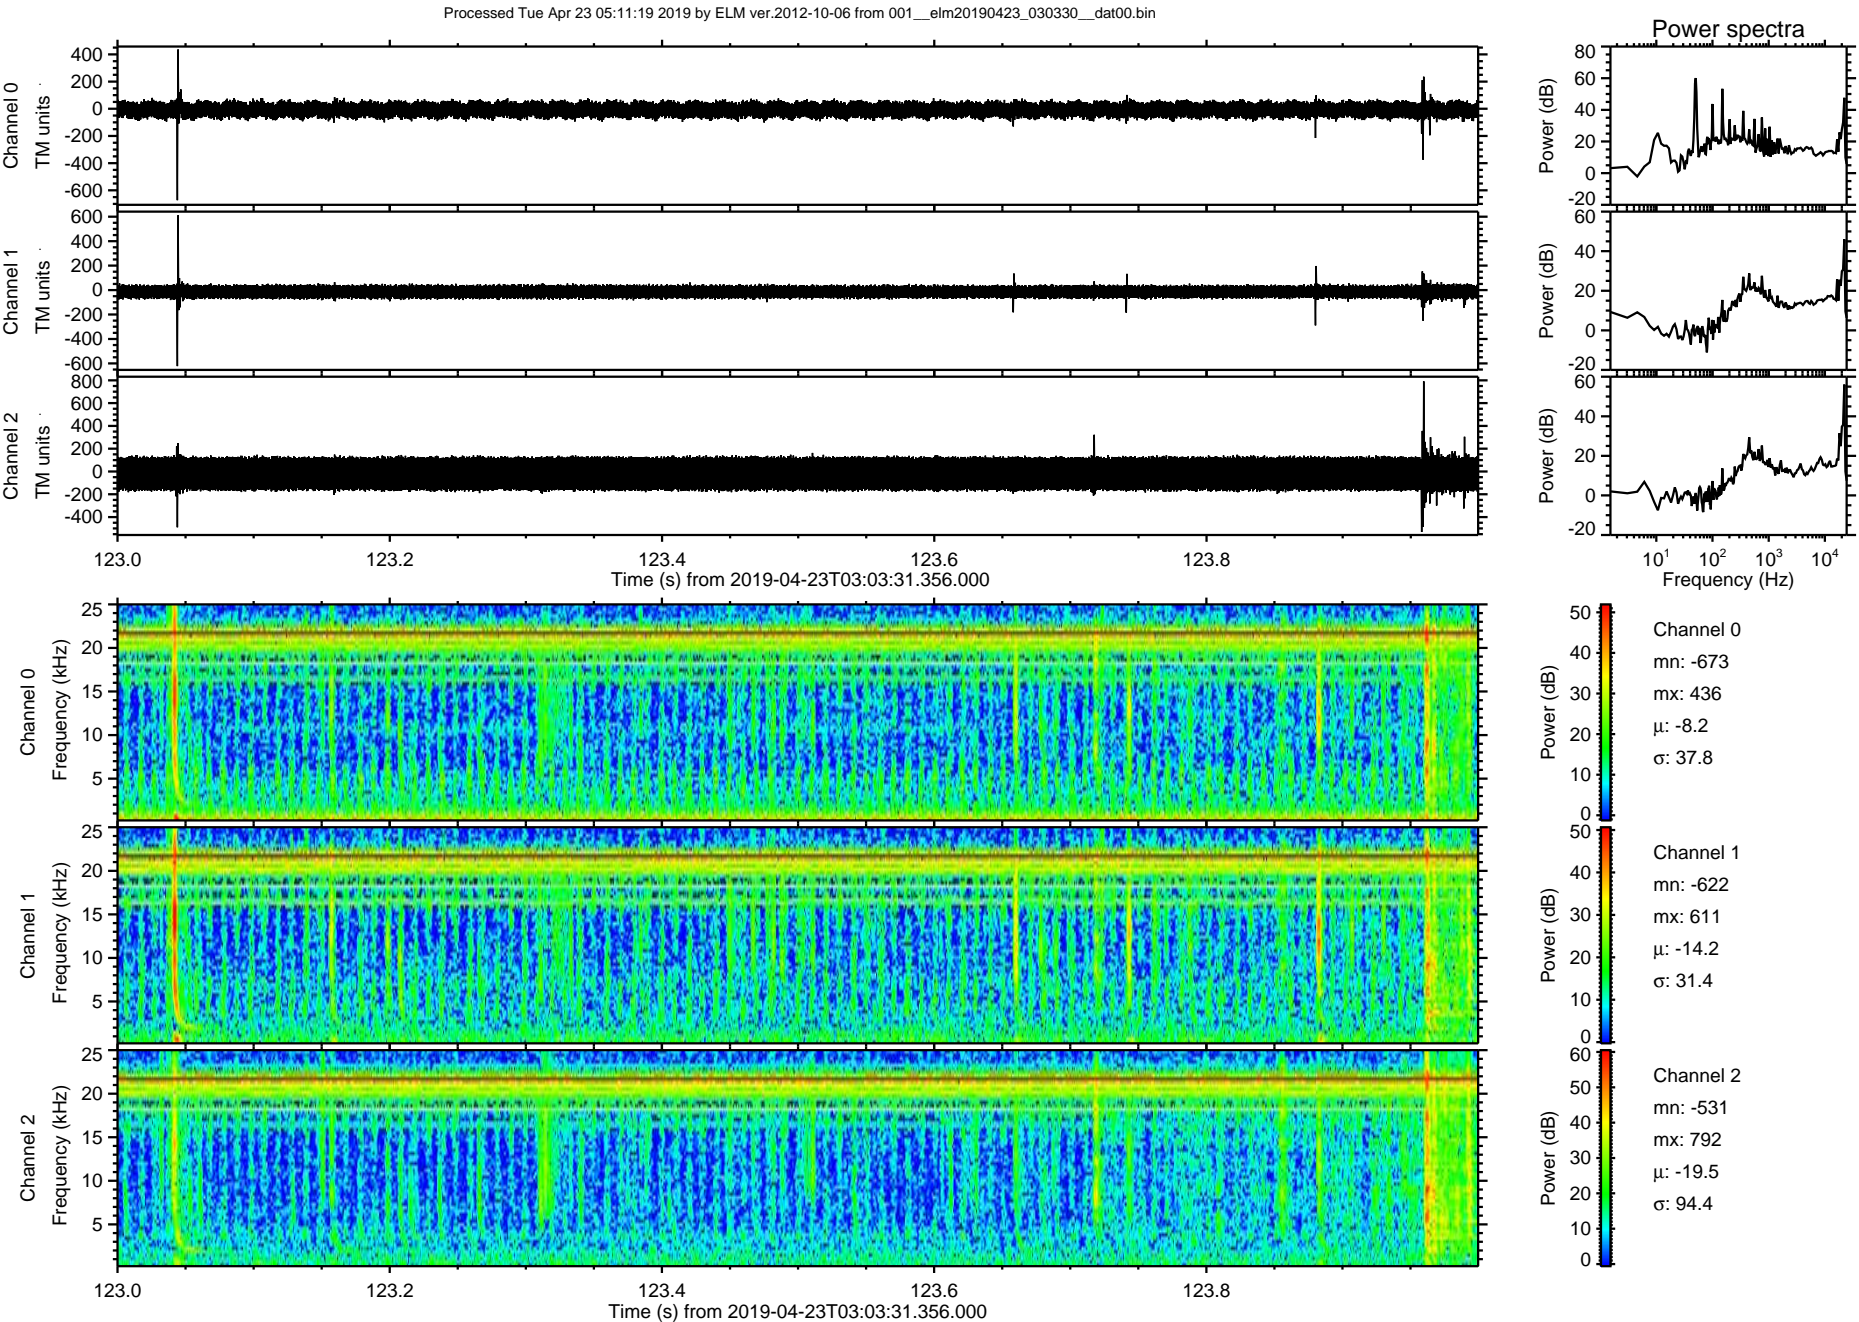 Processed Tue Apr 23 05:11:19 2019 by ELM ver.2012-10-06 from 001__elm20190423_030330__dat00.bin
Power spectra
Channel 0
TM units
400
200
0
-200
-400
-600
Power (dB)
80
60
40
20
0
-20
Channel 1
TM units
600
400
200
0
-200
-400
-600
Power (dB)
60
40
20
0
-20
Channel 2
TM units
800
600
400
200
0
-200
-400
Power (dB)
60
40
20
0
-20
123.0 123.2 123.4 123.6 123.8
Time (s) from 2019-04-23T03:03:31.356.000
10^1 10^2 10^3 10^4
Frequency (Hz)
Channel 0
Frequency (kHz)
25
20
15
10
5
Power (dB)
50
40
30
20
10
0
Channel 0
mn: -673
mx: 436
μ: -8.2
σ: 37.8
Channel 1
Frequency (kHz)
25
20
15
10
5
Power (dB)
50
40
30
20
10
0
Channel 1
mn: -622
mx: 611
μ: -14.2
σ: 31.4
Channel 2
Frequency (kHz)
25
20
15
10
5
Power (dB)
60
50
40
30
20
10
0
Channel 2
mn: -531
mx: 792
μ: -19.5
σ: 94.4
123.0 123.2 123.4 123.6 123.8
Time (s) from 2019-04-23T03:03:31.356.000